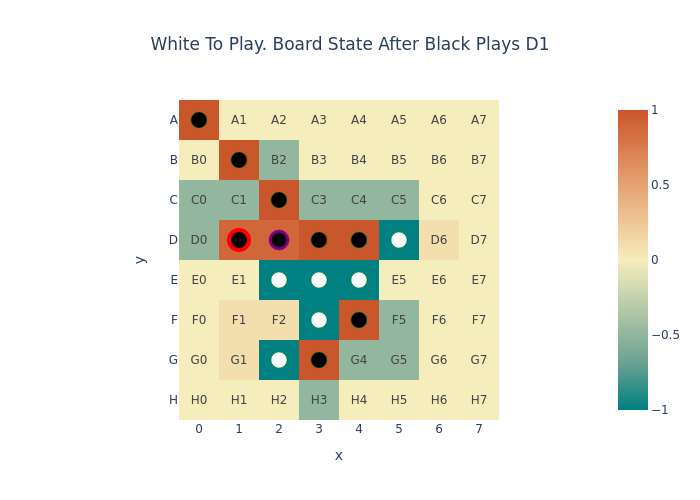 White To Play. Board State After Black Plays D1
A A1 A2 A3 A4 A5 A6 A7
B B0 B2 B3 B4 B5 B6 B7
C C0 C1 C3 C4 C5 C6 C7
D D0 D6 D7
E E0 E1 E5 E6 E7
F F0 F1 F2 F5 F6 F7
G G0 G1 G4 G5 G6 G7
H H0 H1 H2 H3 H4 H5 H6 H7
0 1 2 3 4 5 6 7
x
y
1
0.5
0
−0.5
−1